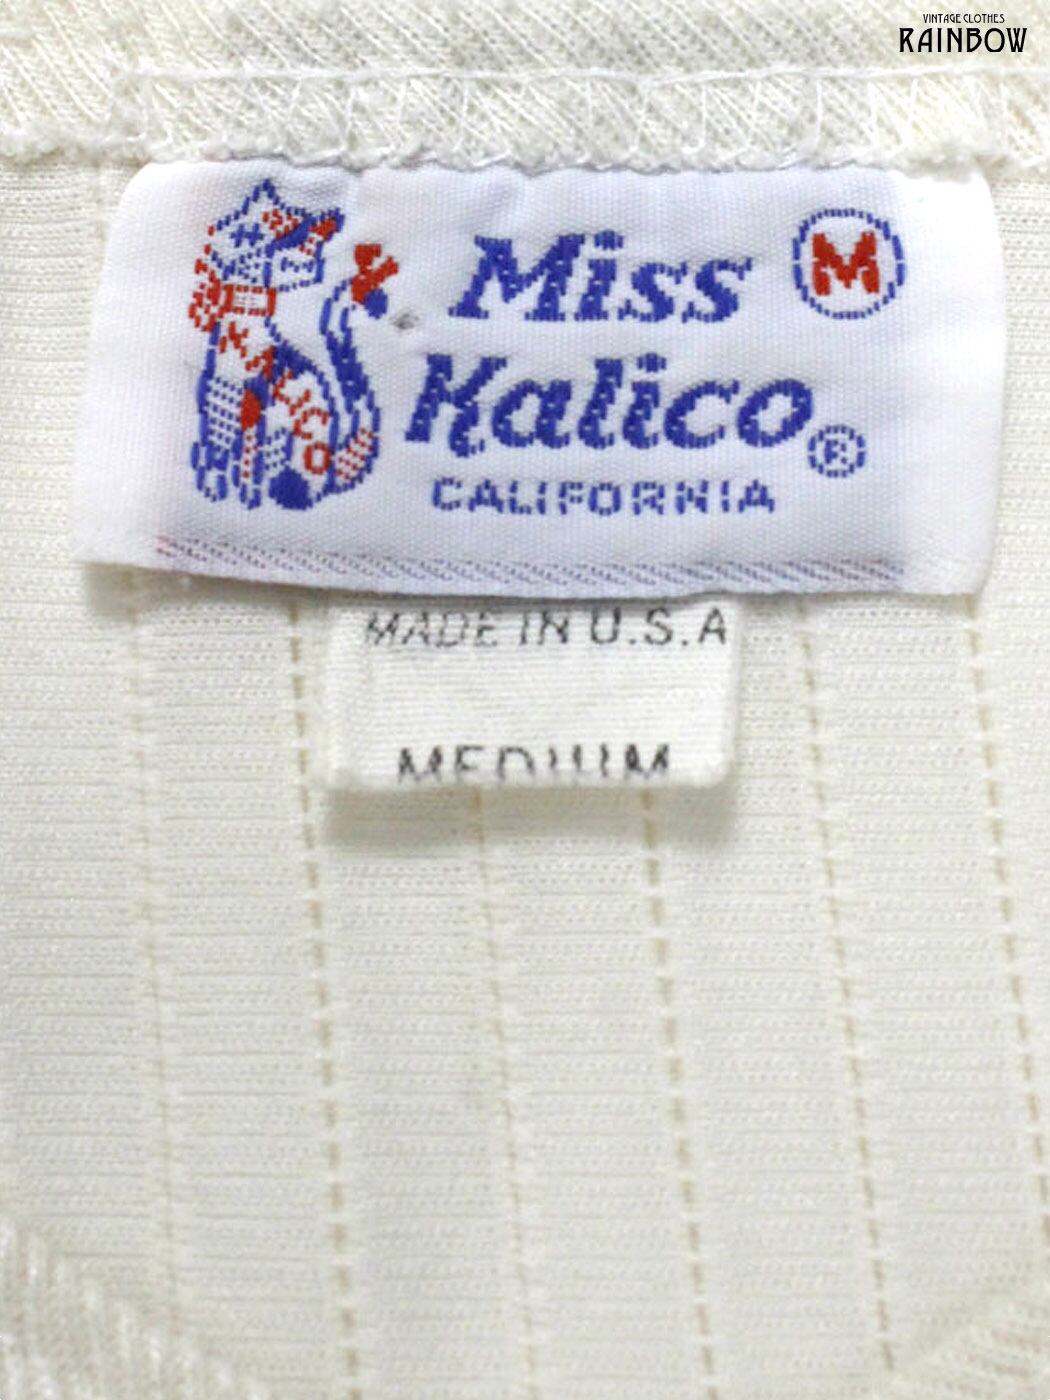 VINTAGE CLOTHES
RAINBOW
Miss
M
Kalico®
CALIFORNIA
KALICO
MADE IN U.S.A
MEDIUM